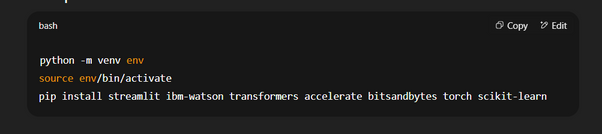 bash
Copy
Edit
python -m venv env
source env/bin/activate
pip install streamlit ibm-watson transformers accelerate bitsandbytes torch scikit-learn